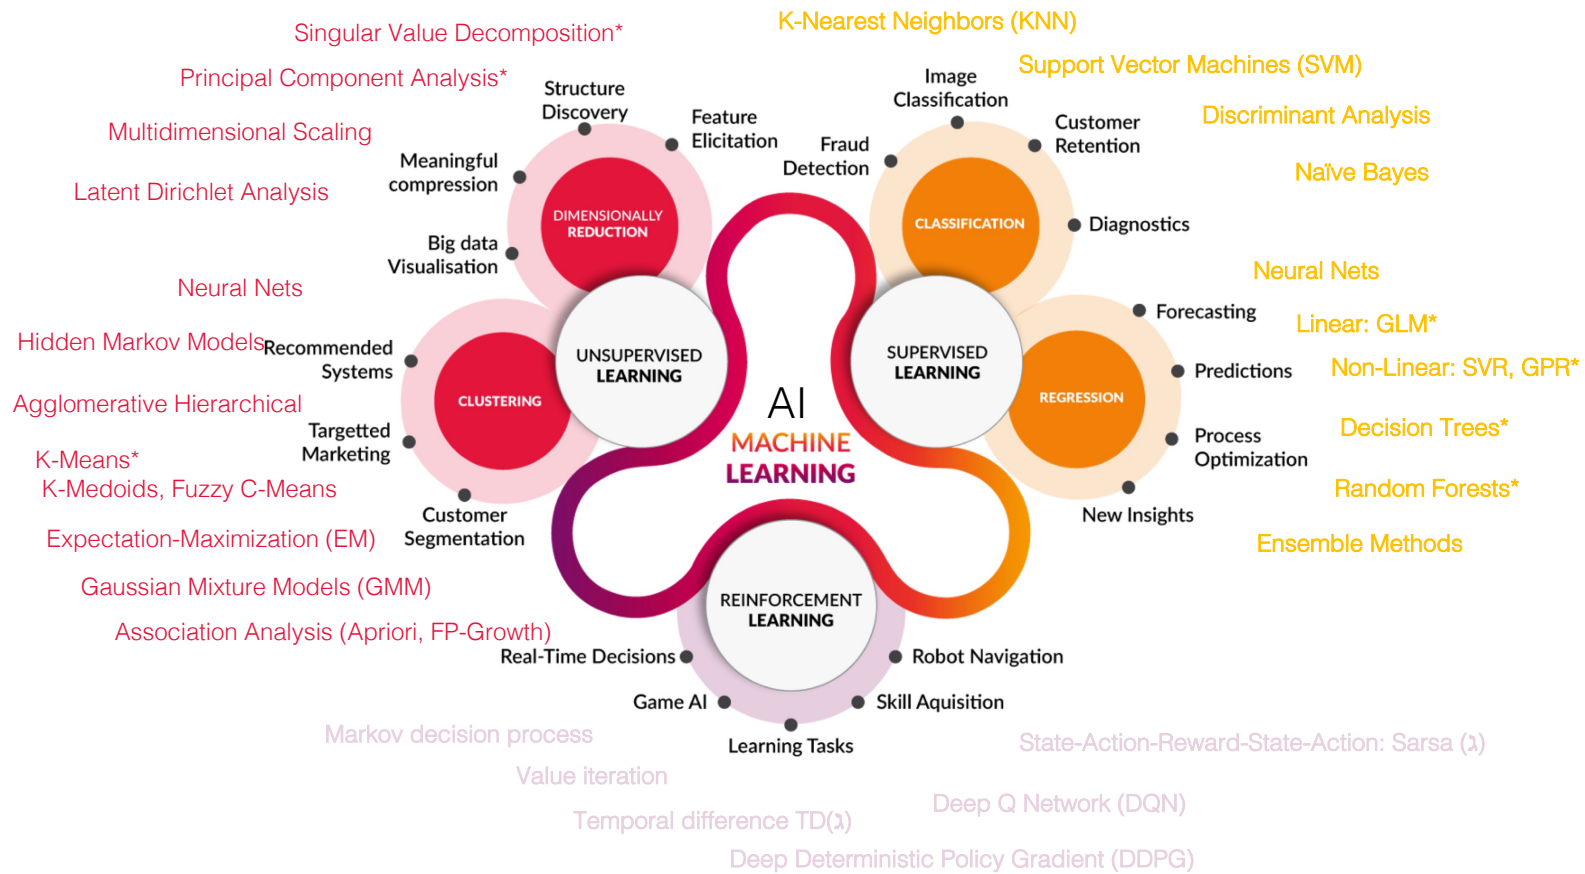 Singular Value Decomposition*
Principal Component Analysis*
Multidimensional Scaling
Latent Dirichlet Analysis
Neural Nets
Hidden Markov Models
Agglomerative Hierarchical
K-Means*
K-Medoids, Fuzzy C-Means
Expectation-Maximization (EM)
Gaussian Mixture Models (GMM)
Association Analysis (Apriori, FP-Growth)
Structure
Discovery
Feature
Elicitation
Meaningful
compression
Big data
Visualisation
DIMENSIONALLY
REDUCTION
Recommended
Systems
Targetted
Marketing
Customer
Segmentation
CLUSTERING
UNSUPERVISED
LEARNING
AI
MACHINE
LEARNING
SUPERVISED
LEARNING
K-Nearest Neighbors (KNN)
Support Vector Machines (SVM)
Discriminant Analysis
Naïve Bayes
Neural Nets
Linear: GLM*
Non-Linear: SVR, GPR*
Decision Trees*
Random Forests*
Ensemble Methods
Image
Classification
Customer
Retention
Fraud
Detection
Diagnostics
CLASSIFICATION
Forecasting
Predictions
Process
Optimization
New Insights
REGRESSION
REINFORCEMENT
LEARNING
Real-Time Decisions
Robot Navigation
Game AI
Skill Aquisition
Learning Tasks
Markov decision process
Value iteration
Temporal difference TD(ג)
State-Action-Reward-State-Action: Sarsa (ג)
Deep Q Network (DQN)
Deep Deterministic Policy Gradient (DDPG)